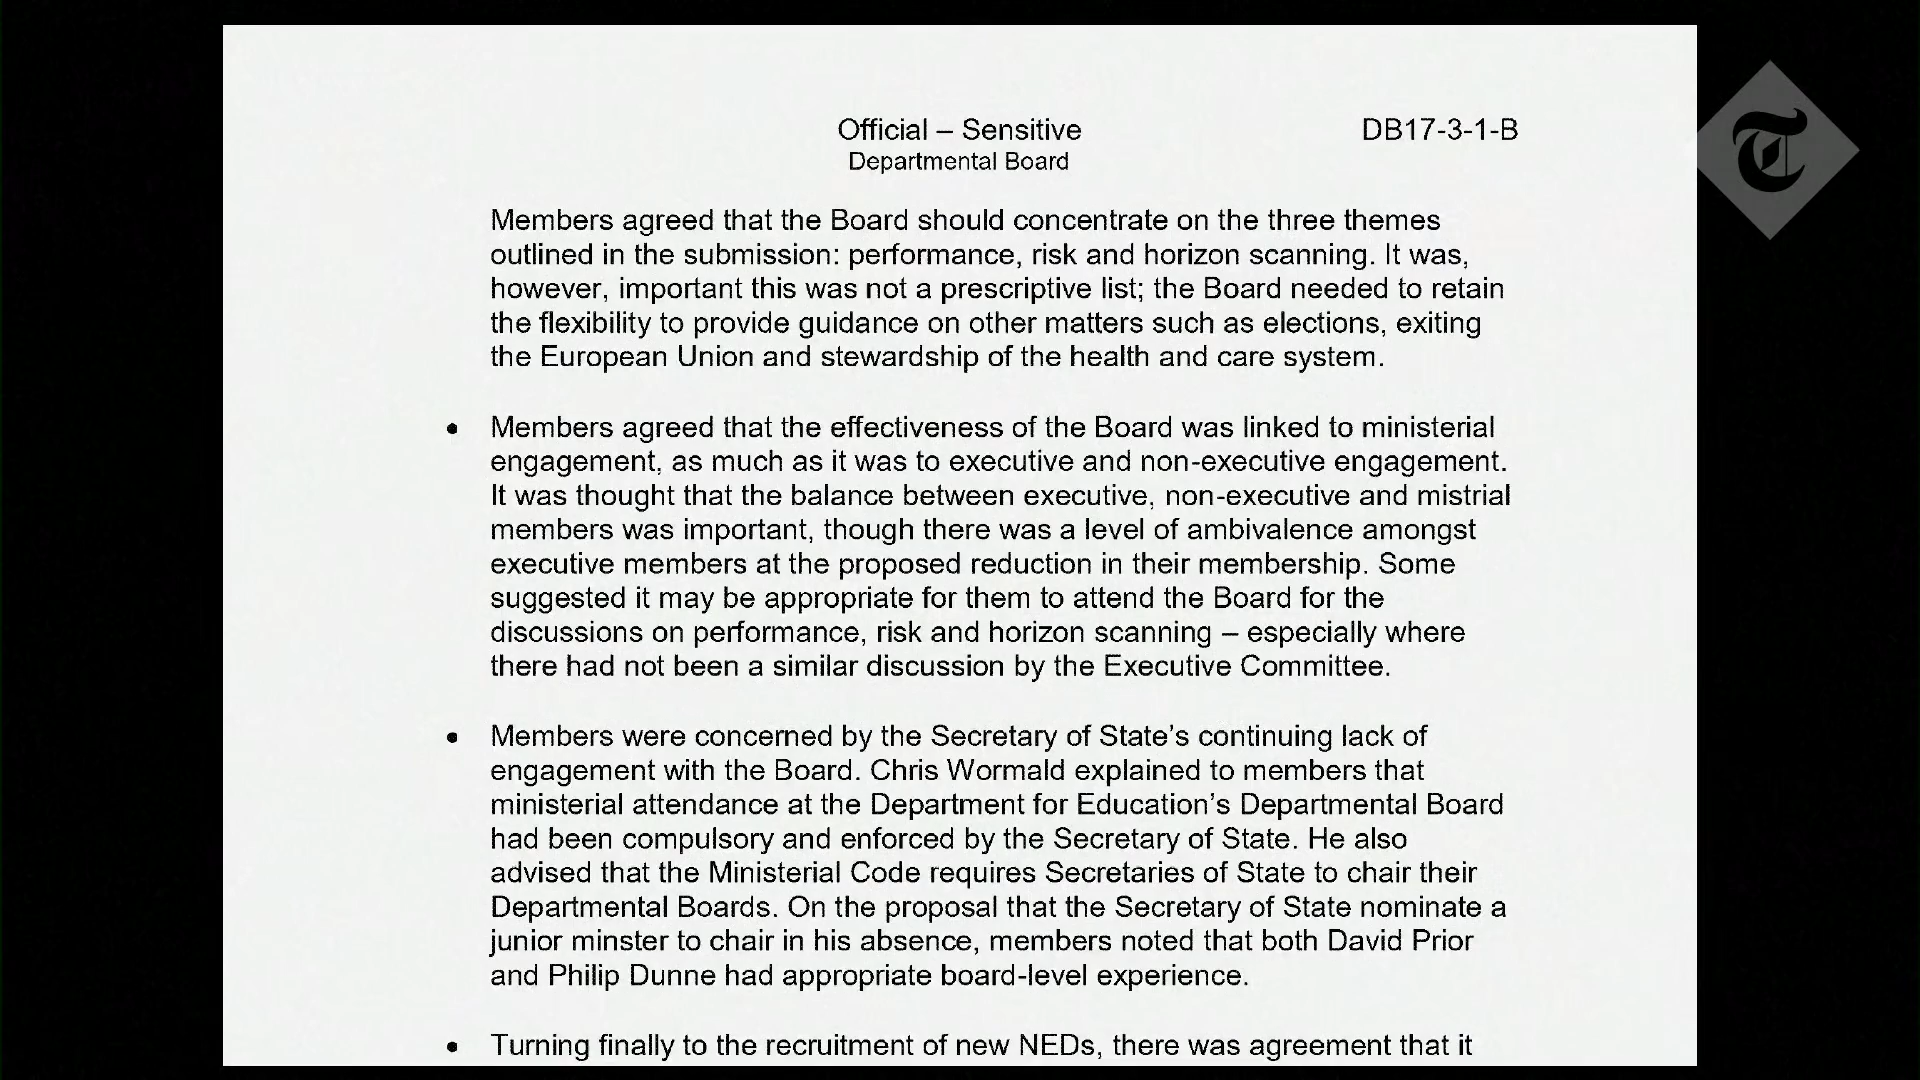 Official – Sensitive
DB17-3-1-B
Departmental Board
Members agreed that the Board should concentrate on the three themes
outlined in the submission: performance, risk and horizon scanning. It was,
however, important this was not a prescriptive list; the Board needed to retain
the flexibility to provide guidance on other matters such as elections, exiting
the European Union and stewardship of the health and care system.
• Members agreed that the effectiveness of the Board was linked to ministerial
engagement, as much as it was to executive and non-executive engagement.
It was thought that the balance between executive, non-executive and mistrial
members was important, though there was a level of ambivalence amongst
executive members at the proposed reduction in their membership. Some
suggested it may be appropriate for them to attend the Board for the
discussions on performance, risk and horizon scanning – especially where
there had not been a similar discussion by the Executive Committee.
• Members were concerned by the Secretary of State's continuing lack of
engagement with the Board. Chris Wormald explained to members that
ministerial attendance at the Department for Education's Departmental Board
had been compulsory and enforced by the Secretary of State. He also
advised that the Ministerial Code requires Secretaries of State to chair their
Departmental Boards. On the proposal that the Secretary of State nominate a
junior minster to chair in his absence, members noted that both David Prior
and Philip Dunne had appropriate board-level experience.
• Turning finally to the recruitment of new NEDs, there was agreement that it
T